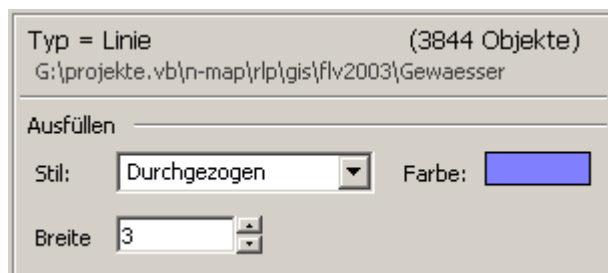 Typ = Linie (3844 Objekte)
G:\projekte.vb\n-map\rlp\gis\flv2003\Gewaesser
Ausfüllen
Stil: Durchgezogen Farbe:
Breite 3